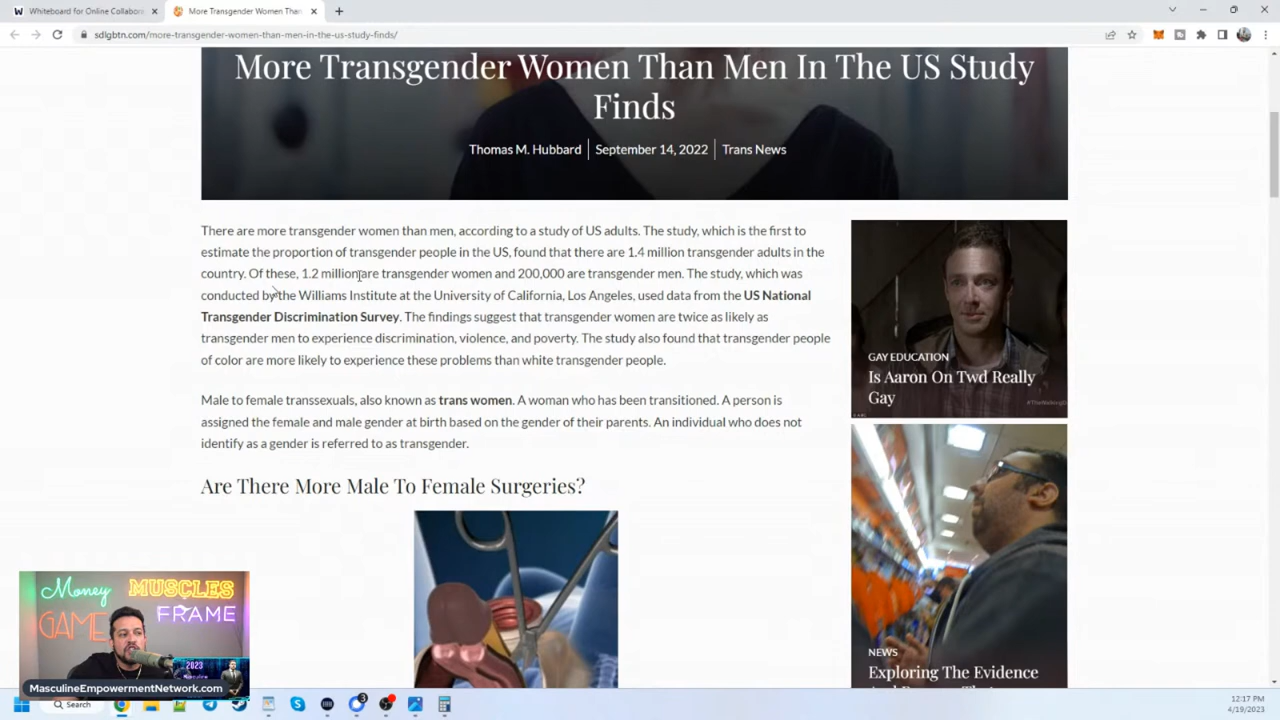 Whiteboard for Online Collabora
More Transgender Women Than
sdlgbtn.com/more-transgender-women-than-men-in-the-us-study-finds/
More Transgender Women Than Men In The US Study
Finds
Thomas M. Hubbard
September 14, 2022
Trans News
There are more transgender women than men, according to a study of US adults. The study, which is the first to
estimate the proportion of transgender people in the US, found that there are 1.4 million transgender adults in the
country. Of these, 1.2 million are transgender women and 200,000 are transgender men. The study, which was
conducted by the Williams Institute at the University of California, Los Angeles, used data from the US National
Transgender Discrimination Survey. The findings suggest that transgender women are twice as likely as
transgender men to experience discrimination, violence, and poverty. The study also found that transgender people
of color are more likely to experience these problems than white transgender people.
Male to female transsexuals, also known as trans women. A woman who has been transitioned. A person is
assigned the female and male gender at birth based on the gender of their parents. An individual who does not
identify as a gender is referred to as transgender.
Are There More Male To Female Surgeries?
GAY EDUCATION
Is Aaron On Twd Really
Gay
NEWS
Exploring The Evidence
Money
MUSCLES
GAME
FRAME
2023
MasculineEmpowermentNetwork.com
Search
3
12:17 PM
4/19/2023